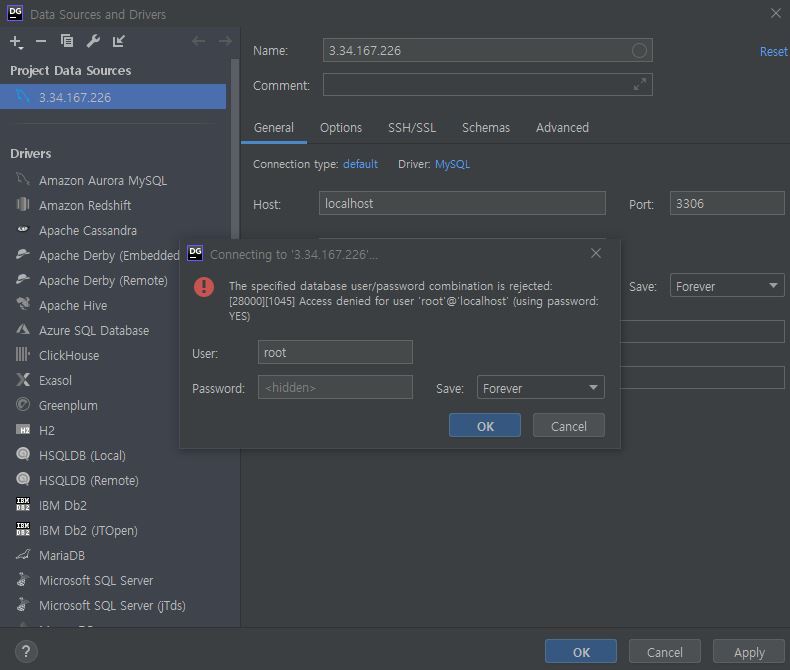 DG Data Sources and Drivers
Project Data Sources
3.34.167.226
Drivers
Amazon Aurora MySQL
Amazon Redshift
Apache Cassandra
Apache Derby (Embedded
Apache Derby (Remote)
Apache Hive
Azure SQL Database
ClickHouse
Exasol
Greenplum
H2 H2
HSQLDB (Local)
HSQLDB (Remote)
IBM DB2 IBM Db2
IBM DB2 IBM Db2 (JTOpen)
MariaDB
Microsoft SQL Server
Microsoft SQL Server (jTds)
Name: 3.34.167.226
Reset
Comment:
General Options SSH/SSL Schemas Advanced
Connection type: default Driver: MySQL
Host: localhost Port: 3306
Save: Forever
DG Connecting to '3.34.167.226'...
The specified database user/password combination is rejected:
[28000][1045] Access denied for user 'root'@'localhost' (using password:
YES)
User: root
Password: <hidden> Save: Forever
OK Cancel
? OK Cancel Apply